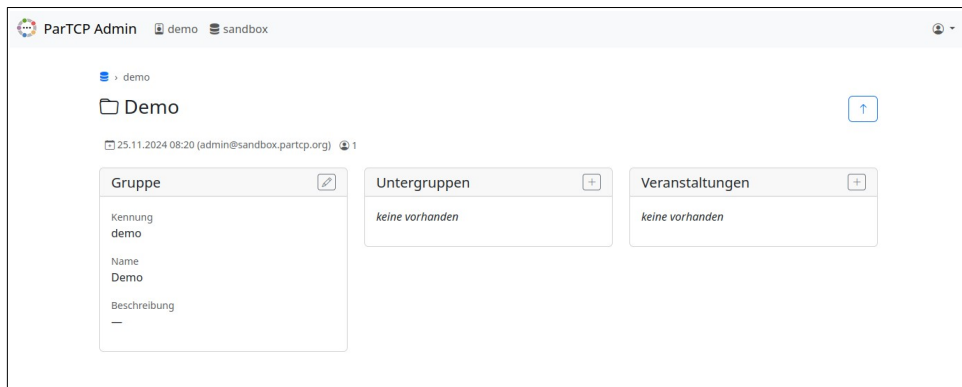 ParTCP Admin demo sandbox
› demo
Demo
25.11.2024 08:20 (admin@sandbox.partcp.org) 1
Gruppe
Kennung
demo
Name
Demo
Beschreibung
—
Untergruppen
keine vorhanden
Veranstaltungen
keine vorhanden